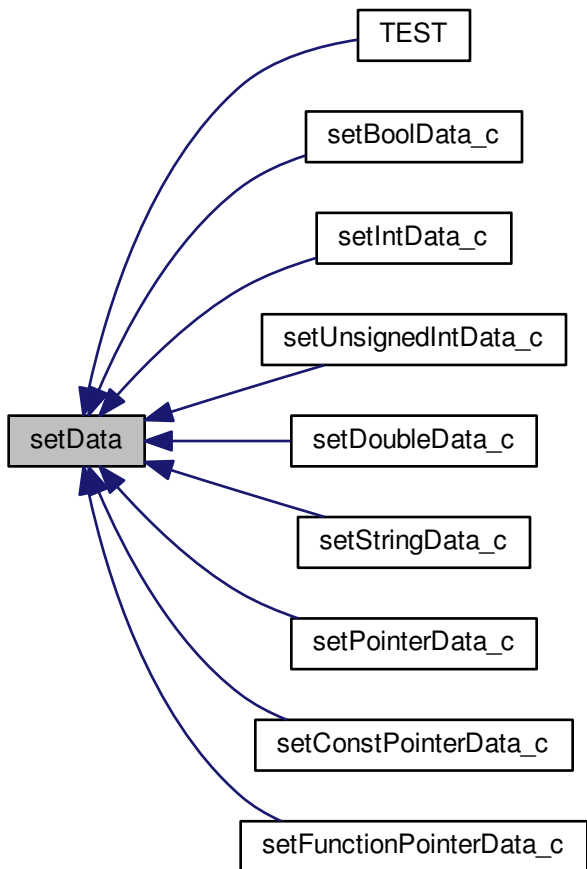 TEST
setBoolData_c
setIntData_c
setUnsignedIntData_c
setData
setDoubleData_c
setStringData_c
setPointerData_c
setConstPointerData_c
setFunctionPointerData_c